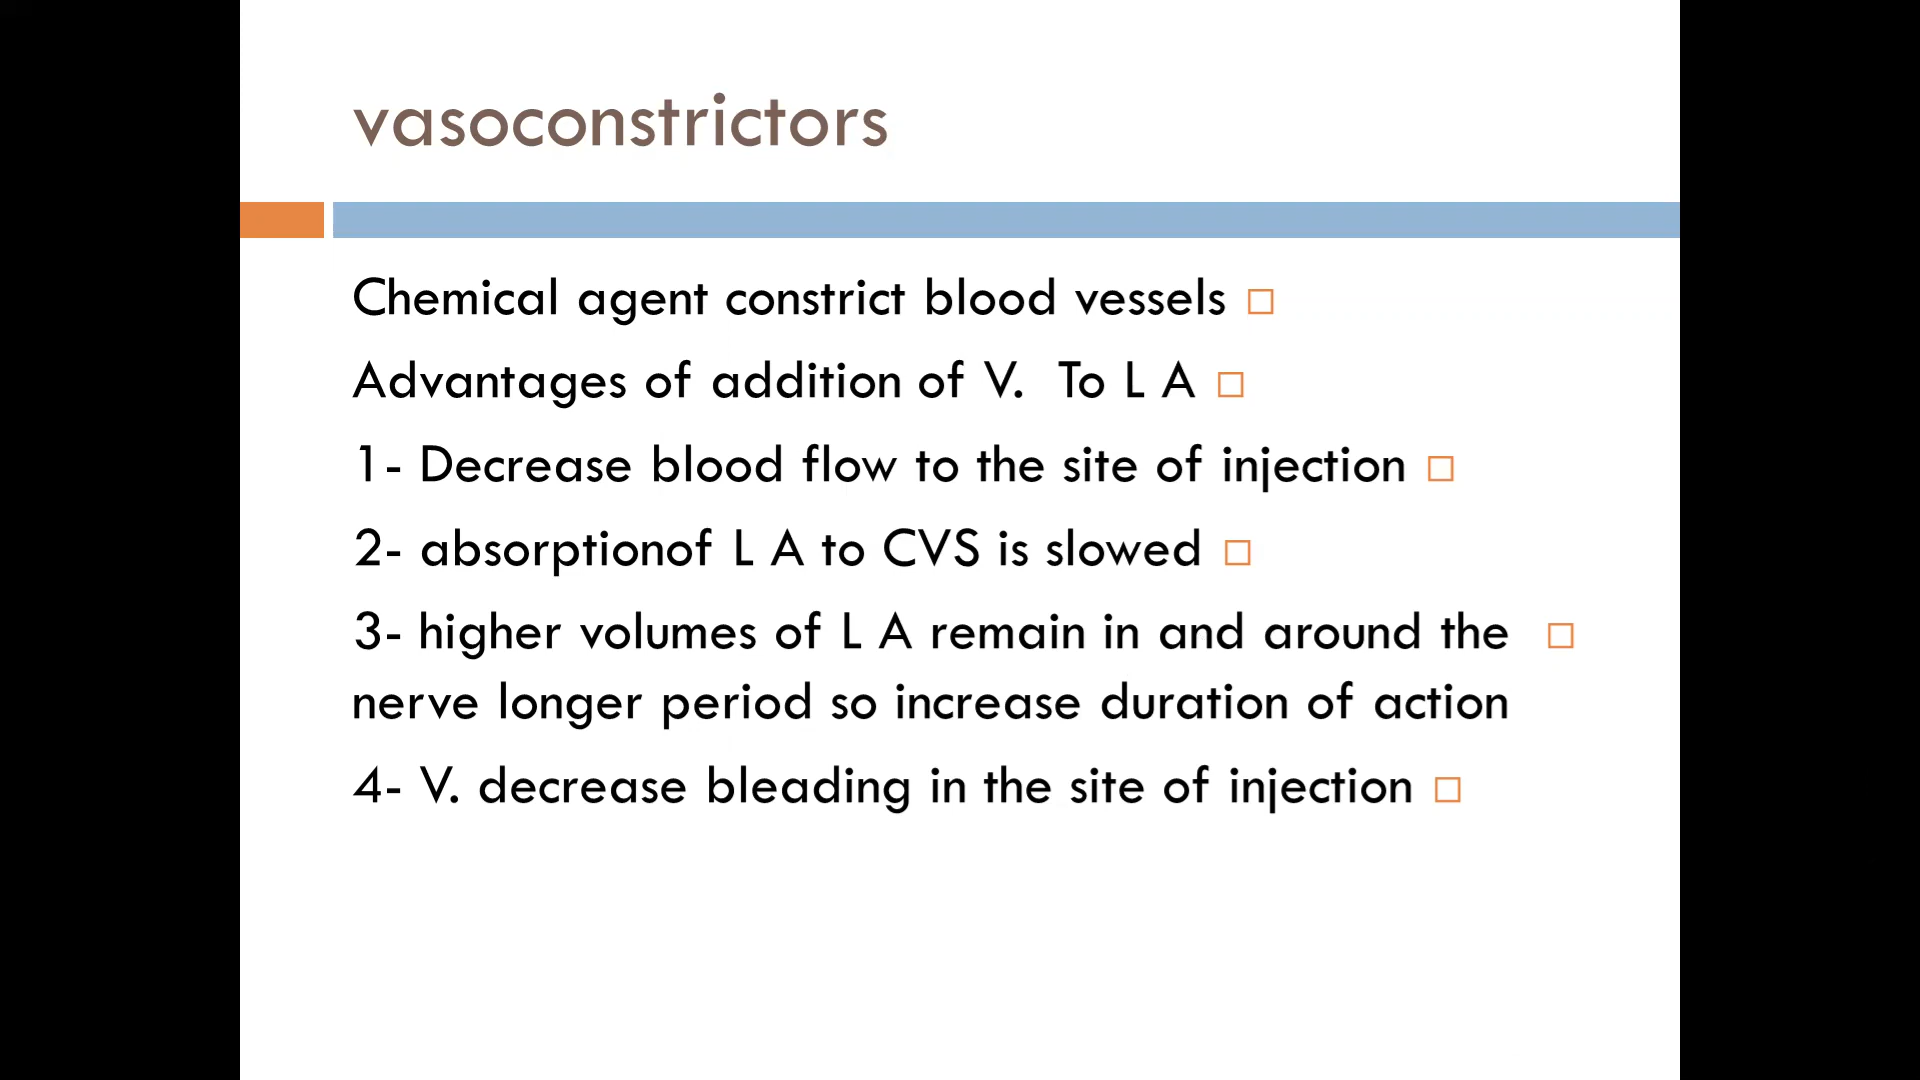 vasoconstrictors
Chemical agent constrict blood vessels
Advantages of addition of V.  To L A
1- Decrease blood flow to the site of injection
2- absorptionof L A to CVS is slowed
3- higher volumes of L A remain in and around the
nerve longer period so increase duration of action
4- V. decrease bleading in the site of injection